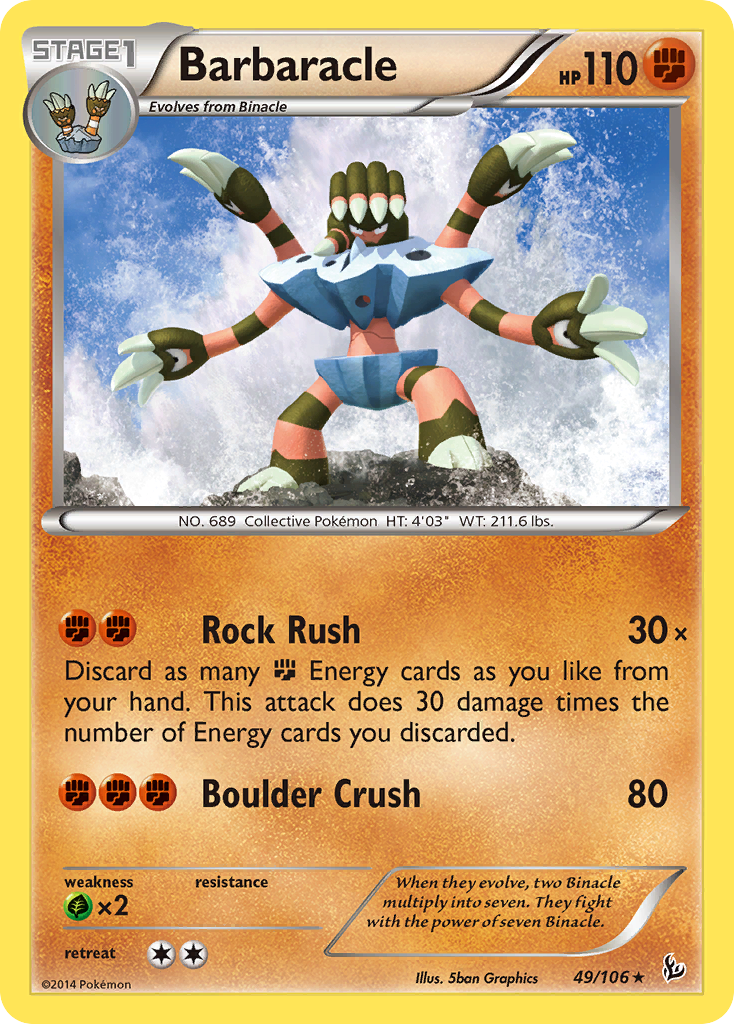 STAGE1
Barbaracle
HP110
Evolves from Binacle
NO. 689 Collective Pokémon HT: 4'03" WT: 211.6 lbs.
Rock Rush 30×
Discard as many Energy cards as you like from
your hand. This attack does 30 damage times the
number of Energy cards you discarded.
Boulder Crush 80
weakness resistance
×2
When they evolve, two Binacle
multiply into seven. They fight
with the power of seven Binacle.
retreat
©2014 Pokémon
Illus. 5ban Graphics 49/106 ★